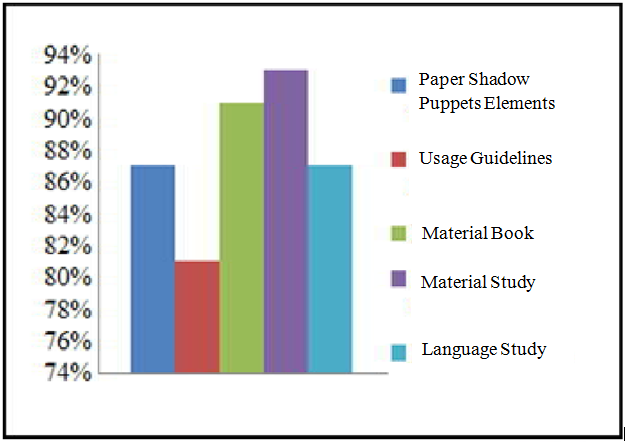 94%
92%
90%
88%
86%
84%
82%
80%
78%
76%
74%
Paper Shadow
Puppets Elements
Usage Guidelines
Material Book
Material Study
Language Study